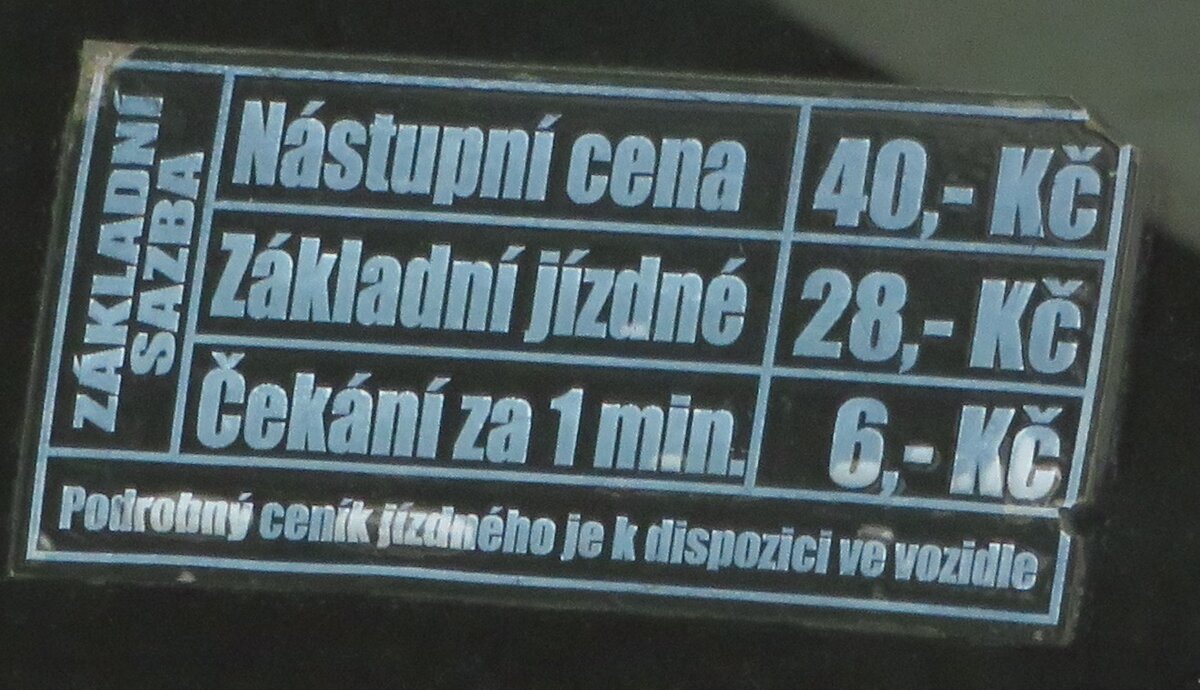 ZÁKLADNÍ
SAZBA
Nástupní cena 40,- Kč
Základní jízdné 28,- Kč
Čekání za 1 min. 6,- Kč
Podrobný ceník jízdného je k dispozici ve vozidle